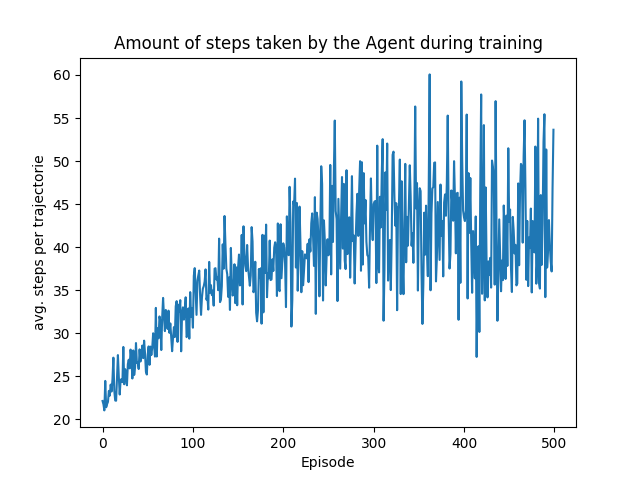 Amount of steps taken by the Agent during training
avg. steps per trajectorie
60
55
50
45
40
35
30
25
20
0 100 200 300 400 500
Episode